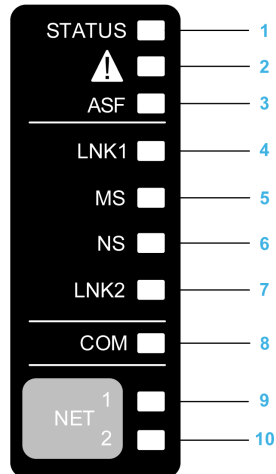 STATUS 1
2
ASF 3
LNK1 4
MS 5
NS 6
LNK2 7
COM 8
NET 1 9
2 10